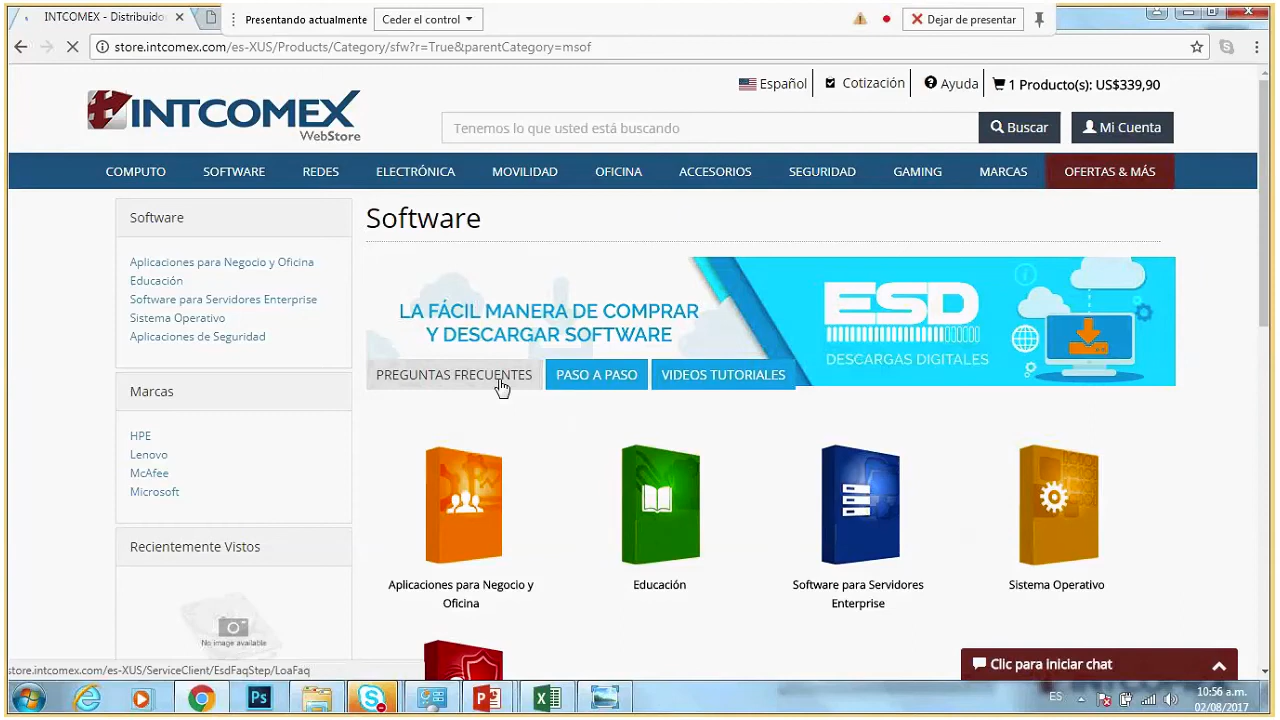 INTCOMEX - Distribuido
Presentando actualmente
Ceder el control
Dejar de presentar
store.intcomex.com/es-XUS/Products/Category/sfw?r=True&parentCategory=msof
Español
Cotización
Ayuda
1 Producto(s): US$339,90
INTCOMEX
WebStore
Tenemos lo que usted está buscando
Buscar
Mi Cuenta
COMPUTO SOFTWARE REDES ELECTRÓNICA MOVILIDAD OFICINA ACCESORIOS SEGURIDAD GAMING MARCAS OFERTAS & MÁS
Software
Aplicaciones para Negocio y Oficina
Educación
Software para Servidores Enterprise
Sistema Operativo
Aplicaciones de Seguridad
Marcas
HPE
Lenovo
McAfee
Microsoft
Recientemente Vistos
No image available
Software
LA FÁCIL MANERA DE COMPRAR
Y DESCARGAR SOFTWARE
ESD
DESCARGAS DIGITALES
PREGUNTAS FRECUENTES
PASO A PASO
VIDEOS TUTORIALES
Aplicaciones para Negocio y
Oficina
Educación
Software para Servidores
Enterprise
Sistema Operativo
Clic para iniciar chat
store.intcomex.com/es-XUS/ServiceClient/EsdFaqStep/LoaFaq
Ps
ES
10:56 a.m.
02/08/2017